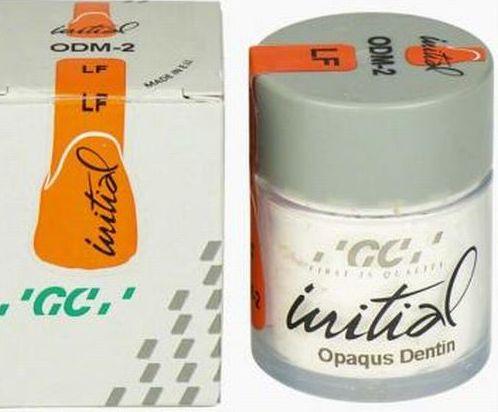 initial
ODM-2
LF
LF
MADE IN E.U.
initial
'GC'
LF
ODM-2
initial
'GC'
FIRST IN QUALITY
initial
Opaqus Dentin
-2